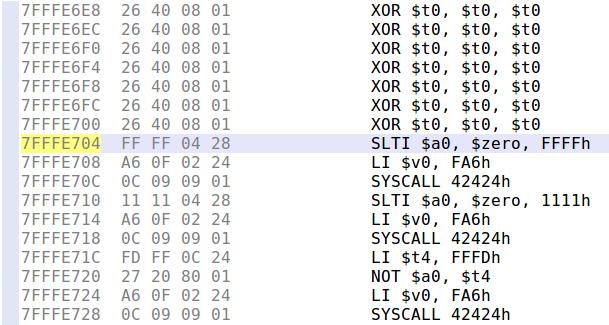 7FFFE6E8 26 40 08 01 XOR $t0, $t0, $t0
7FFFE6EC 26 40 08 01 XOR $t0, $t0, $t0
7FFFE6F0 26 40 08 01 XOR $t0, $t0, $t0
7FFFE6F4 26 40 08 01 XOR $t0, $t0, $t0
7FFFE6F8 26 40 08 01 XOR $t0, $t0, $t0
7FFFE6FC 26 40 08 01 XOR $t0, $t0, $t0
7FFFE700 26 40 08 01 XOR $t0, $t0, $t0
7FFFE704 FF FF 04 28 SLTI $a0, $zero, FFFFh
7FFFE708 A6 0F 02 24 LI $v0, FA6h
7FFFE70C 0C 09 09 01 SYSCALL 42424h
7FFFE710 11 11 04 28 SLTI $a0, $zero, 1111h
7FFFE714 A6 0F 02 24 LI $v0, FA6h
7FFFE718 0C 09 09 01 SYSCALL 42424h
7FFFE71C FD FF 0C 24 LI $t4, FFFDh
7FFFE720 27 20 80 01 NOT $a0, $t4
7FFFE724 A6 0F 02 24 LI $v0, FA6h
7FFFE728 0C 09 09 01 SYSCALL 42424h